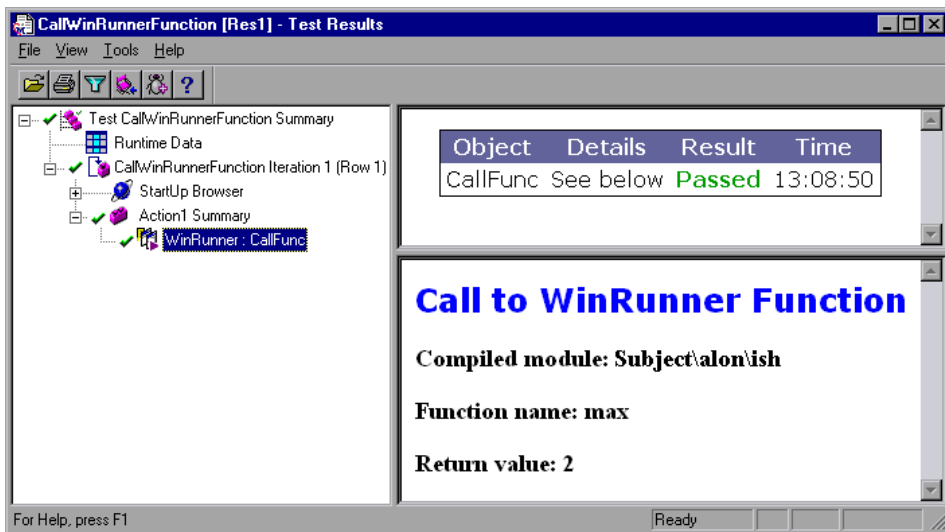 CallWinRunnerFunction [Res1] - Test Results
File View Tools Help
?
Test CallWinRunnerFunction Summary
Runtime Data
CallWinRunnerFunction Iteration 1 (Row 1)
StartUp Browser
Action1 Summary
WinRunner : CallFunc
Object Details Result Time
CallFunc See below Passed 13:08:50
Call to WinRunner Function
Compiled module: Subject\alon\ish
Function name: max
Return value: 2
For Help, press F1
Ready